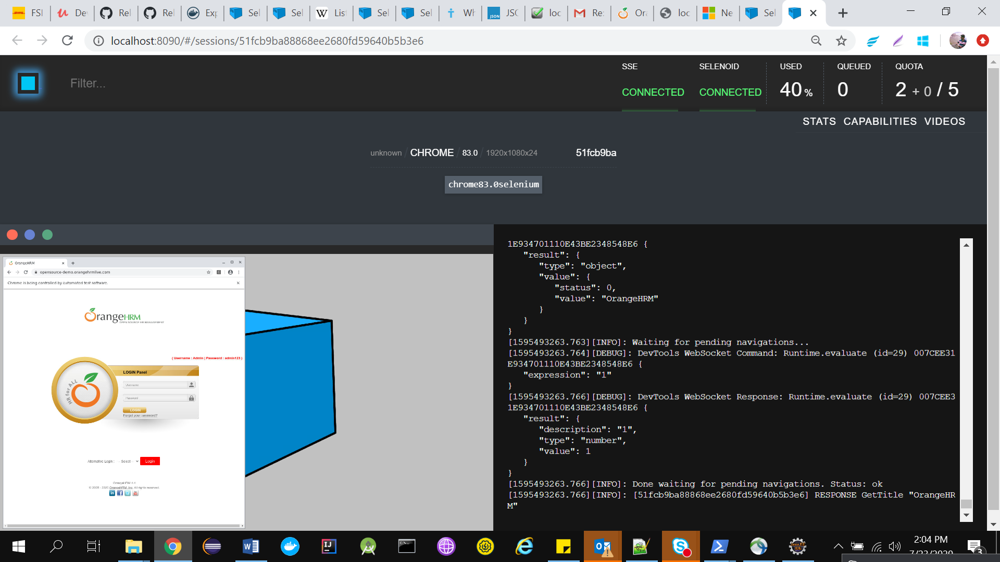 FSI
Dev
Rel
Rel
Exp
Sel
Sel
W List
Sel
Sel
Wh
JSON JSO
loc
Re:
Ora
loc
Ne
Sel
localhost:8090/#/sessions/51fcb9ba88868ee2680fd59640b5b3e6
Filter...
SSE
CONNECTED
SELENOID
CONNECTED
USED
40 %
QUEUED
0
QUOTA
2 + 0 / 5
STATS CAPABILITIES VIDEOS
unknown / CHROME / 83.0 / 1920x1080x24 51fcb9ba
chrome83.0selenium
OrangeHRM
opensource-demo.orangehrmlive.com
Chrome is being controlled by automated test software.
OrangeHRM
OPEN SOURCE HR MANAGEMENT
( Username : Admin | Password : admin123 )
HR for ALL
LOGIN Panel
Username
Password
LOGIN
Forgot your password?
Alternative Login : -- Select -- Login
OrangeHRM 4.4
© 2005 - 2020 OrangeHRM, Inc. All rights reserved.
1E934701110E43BE2348548E6 {
"result": {
"type": "object",
"value": {
"status": 0,
"value": "OrangeHRM"
}
}
}
[1595493263.763][INFO]: Waiting for pending navigations...
[1595493263.764][DEBUG]: DevTools WebSocket Command: Runtime.evaluate (id=29) 007CEE31
E934701110E43BE2348548E6 {
"expression": "1"
}
[1595493263.766][DEBUG]: DevTools WebSocket Response: Runtime.evaluate (id=29) 007CEE3
1E934701110E43BE2348548E6 {
"result": {
"description": "1",
"type": "number",
"value": 1
}
}
[1595493263.766][INFO]: Done waiting for pending navigations. Status: ok
[1595493263.766][INFO]: [51fcb9ba88868ee2680fd59640b5b3e6] RESPONSE GetTitle "OrangeHR
M"
2:04 PM
7/23/2020
3